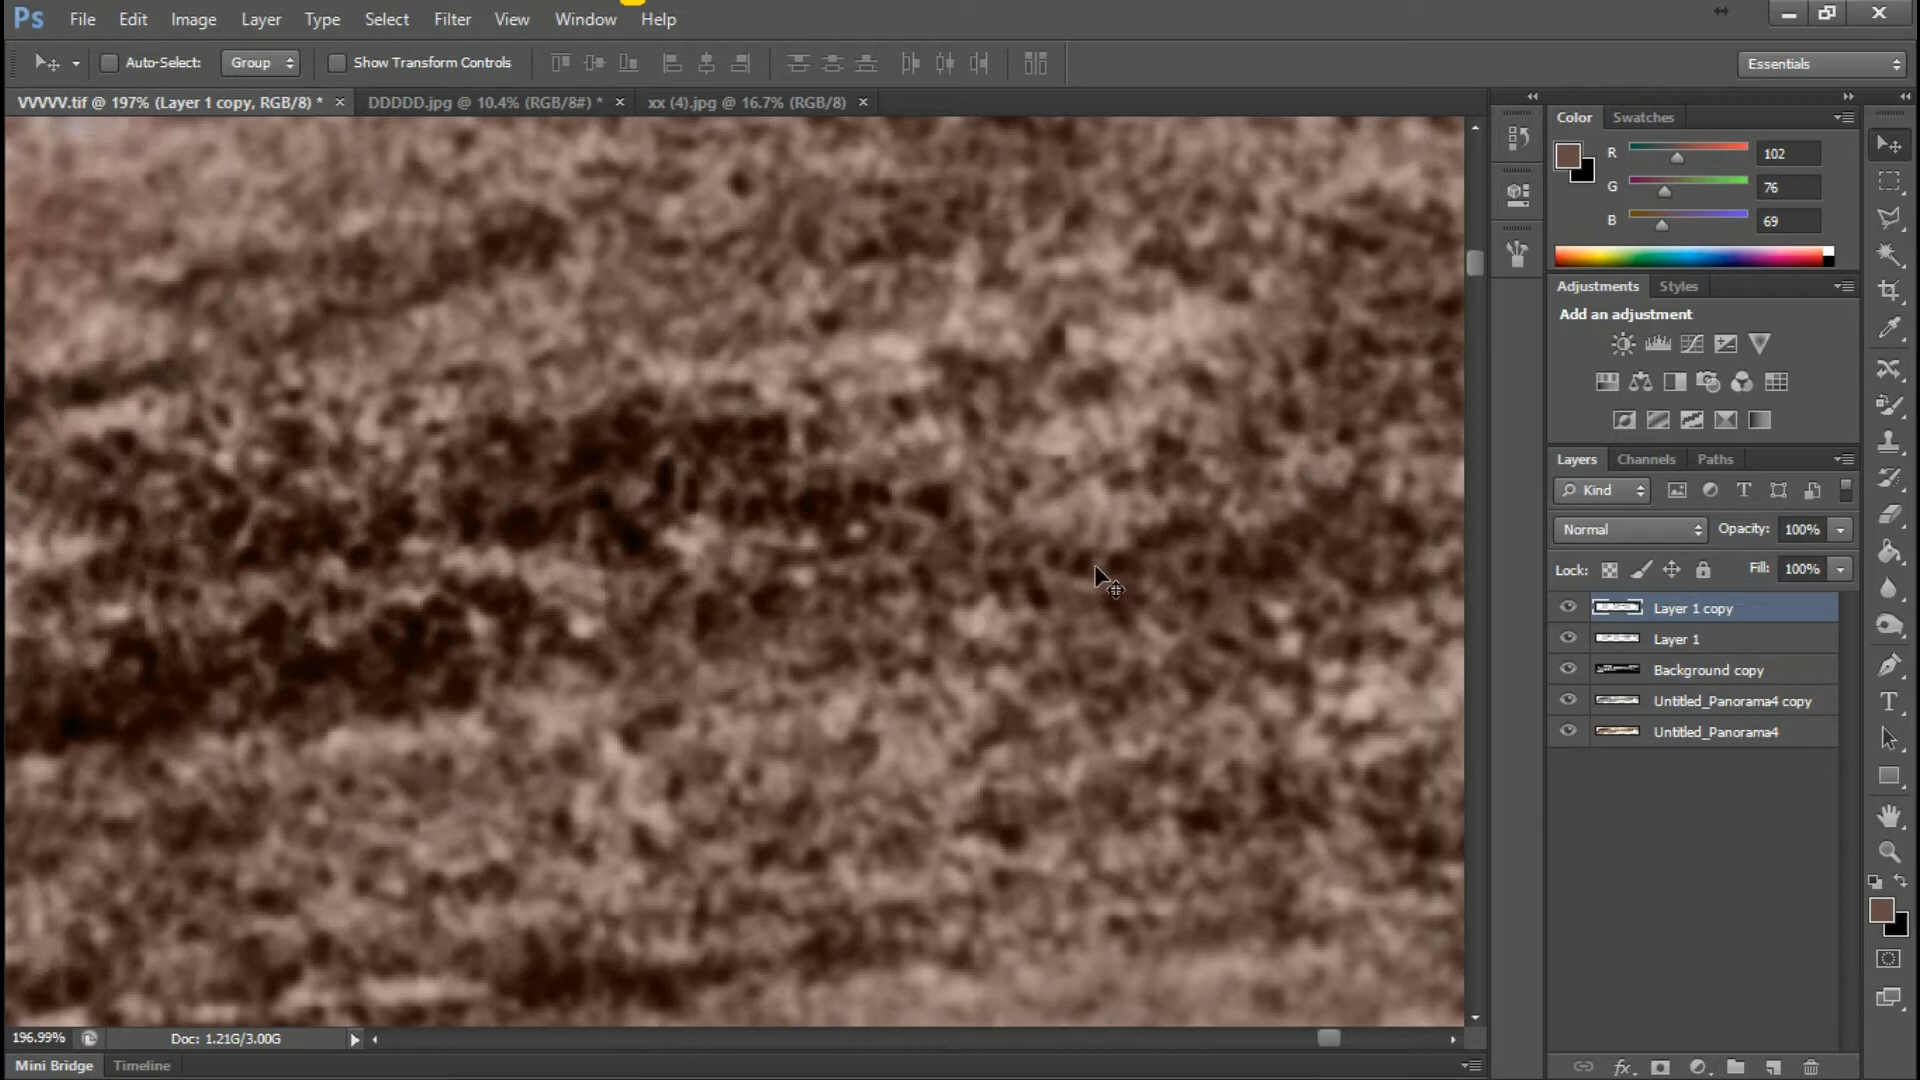 Ps File Edit Image Layer Type Select Filter View Window Help
Auto-Select: Group Show Transform Controls Essentials
VVVVV.tif @ 197% (Layer 1 copy, RGB/8) * × DDDDD.jpg @ 10.4% (RGB/8#) * × xx (4).jpg @ 16.7% (RGB/8) ×
Color Swatches
R 102
G 76
B 69
Adjustments Styles
Add an adjustment
Layers Channels Paths
Kind T
Normal Opacity: 100%
Lock: Fill: 100%
Layer 1 copy
Layer 1
Background copy
Untitled_Panorama4 copy
Untitled_Panorama4
196.99% Doc: 1.21G/3.00G
Mini Bridge Timeline fx